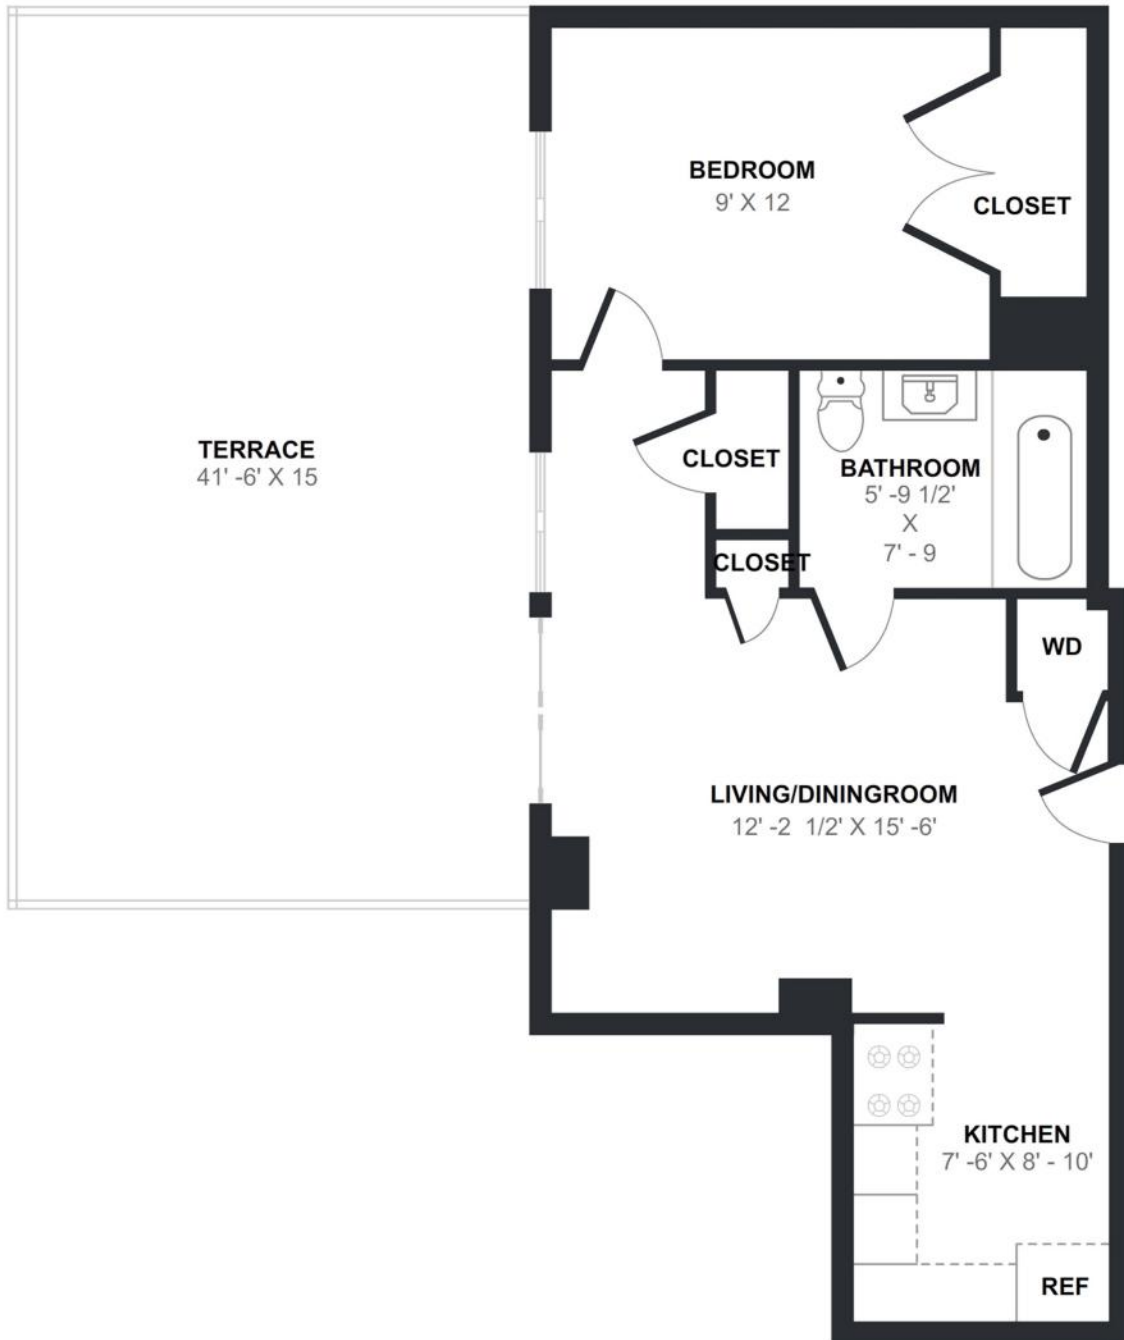 BEDROOM
9' X 12
CLOSET
TERRACE
41' -6' X 15
CLOSET
BATHROOM
5' -9 1/2'
X
7' - 9
CLOSET
WD
LIVING/DININGROOM
12' -2 1/2' X 15' -6'
KITCHEN
7' -6' X 8' - 10'
REF